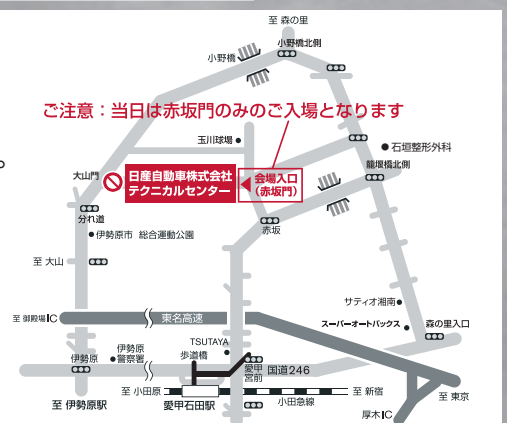 至 森の里
小野橋北側
小野橋
ご注意：当日は赤坂門のみのご入場となります
玉川球場
石垣整形外科
籠堰橋北側
大山門
日産自動車株式会社
テクニカルセンター
会場入口
（赤坂門）
分れ道
赤坂
伊勢原市 総合運動公園
至 大山
サティオ湘南
至 御殿場IC
東名高速
スーパーオートバックス
森の里入口
TSUTAYA
歩道橋
伊勢原
伊勢原
警察署
愛甲
宮前
国道246
至 小田原
至 新宿
小田急線
至 東京
至 伊勢原駅
愛甲石田駅
厚木IC